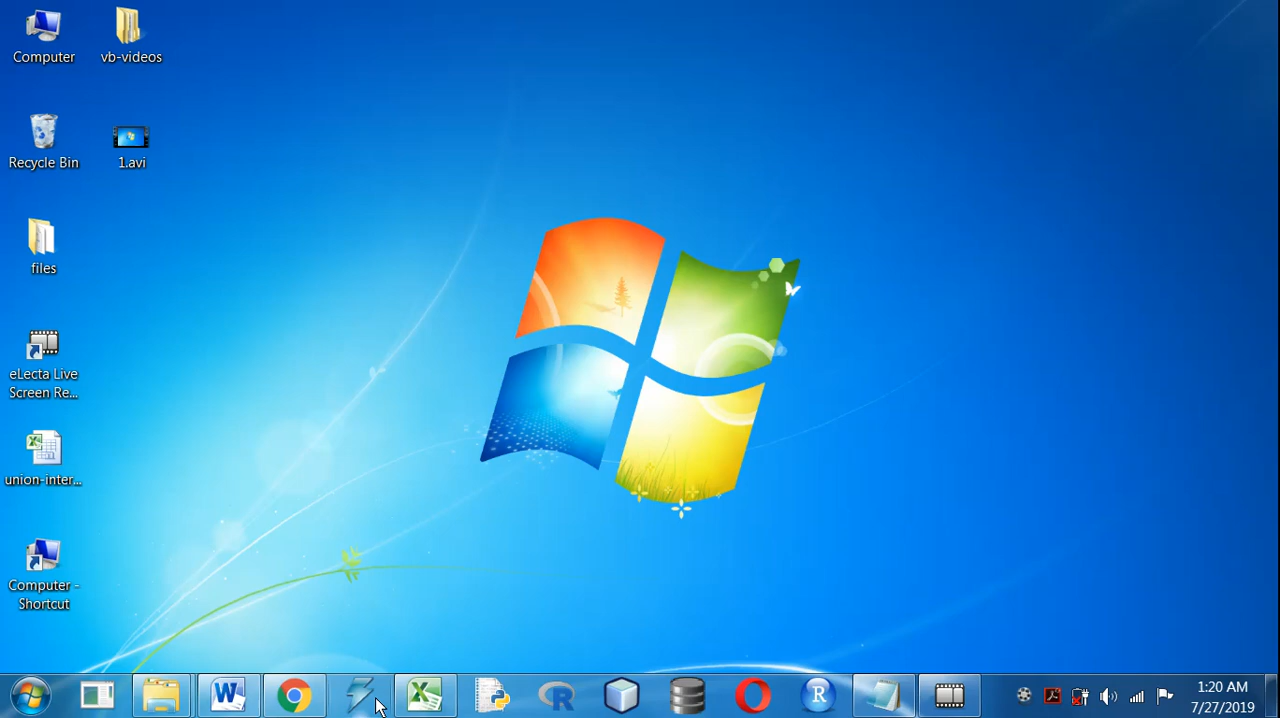 Computer
vb-videos
Recycle Bin
1.avi
files
eLecta Live
Screen Re...
union-inter...
Computer -
Shortcut
1:20 AM
7/27/2019